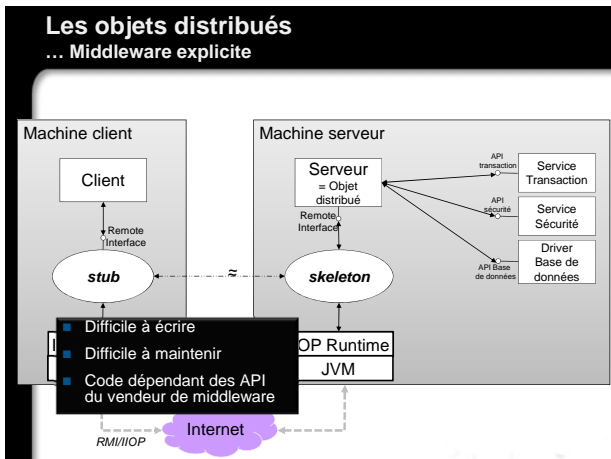 Les objets distribués
… Middleware explicite
Machine client
Machine serveur
Client
Remote
Interface
stub
≈
Serveur
= Objet
distribué
Remote
Interface
skeleton
API
transaction
Service
Transaction
API
sécurité
Service
Sécurité
API Base
de données
Driver
Base de
données
OP Runtime
JVM
Difficile à écrire
Difficile à maintenir
Code dépendant des API
du vendeur de middleware
Internet
RMI/IIOP